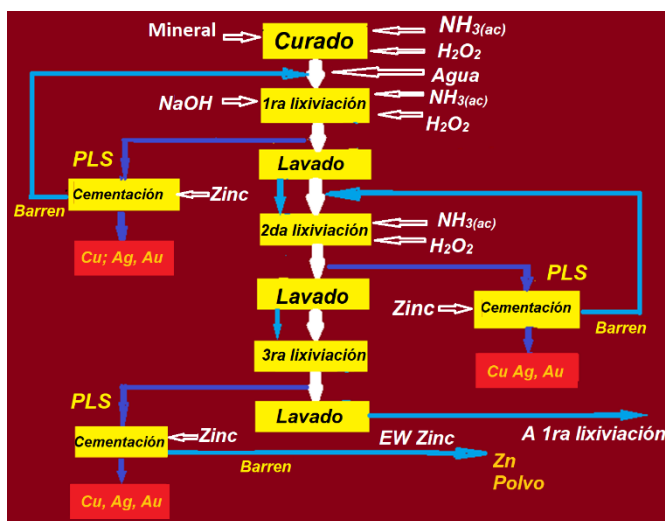 Mineral
Curado
NH3(ac)
H2O2
Agua
NaOH
1ra lixiviación
NH3(ac)
H2O2
PLS
Lavado
Cementación
Zinc
Barren
Cu; Ag, Au
2da lixiviación
NH3(ac)
H2O2
PLS
Lavado
Zinc
Cementación
Barren
3ra lixiviación
Cu Ag, Au
PLS
Lavado
A 1ra lixiviación
Cementación
Zinc
EW Zinc
Barren
Zn
Polvo
Cu, Ag, Au